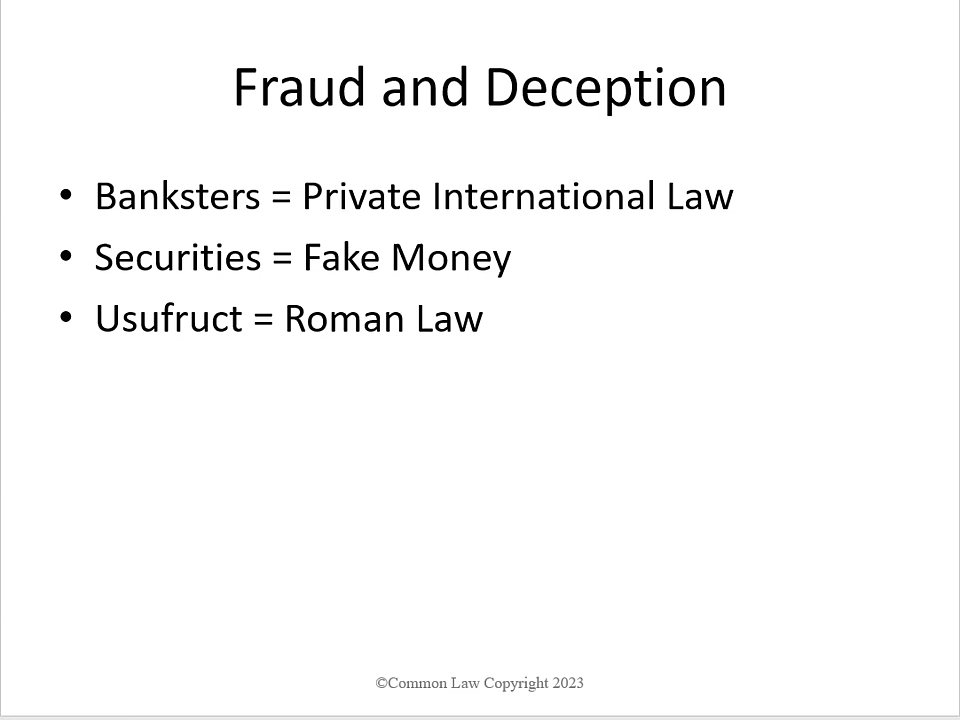 Fraud and Deception
• Banksters = Private International Law
• Securities = Fake Money
• Usufruct = Roman Law
©Common Law Copyright 2023